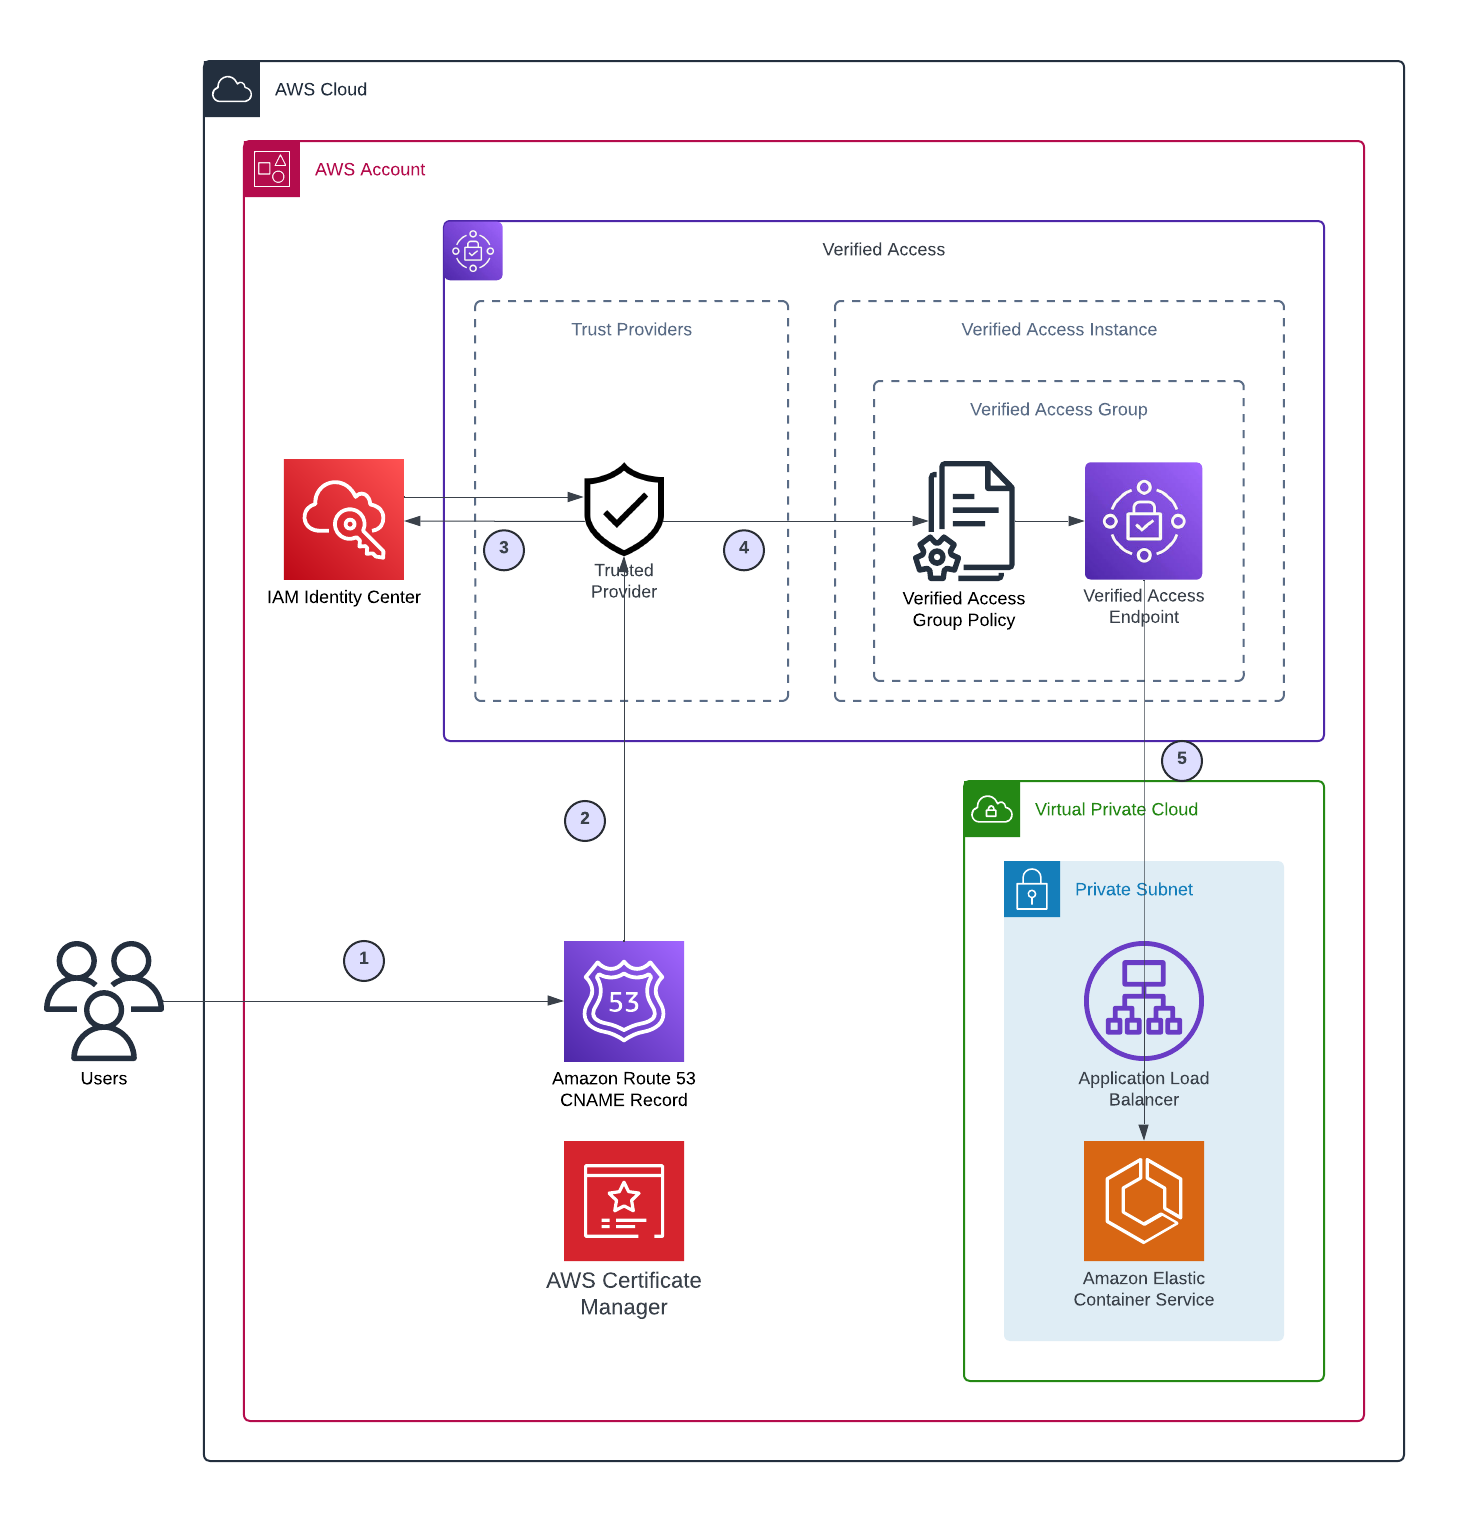 AWS Cloud
AWS Account
Verified Access
Trust Providers
Verified Access Instance
Verified Access Group
IAM Identity Center
3
Trusted
Provider
4
Verified Access
Group Policy
Verified Access
Endpoint
5
2
Virtual Private Cloud
Private Subnet
1
Users
53
Amazon Route 53
CNAME Record
Application Load
Balancer
AWS Certificate
Manager
Amazon Elastic
Container Service